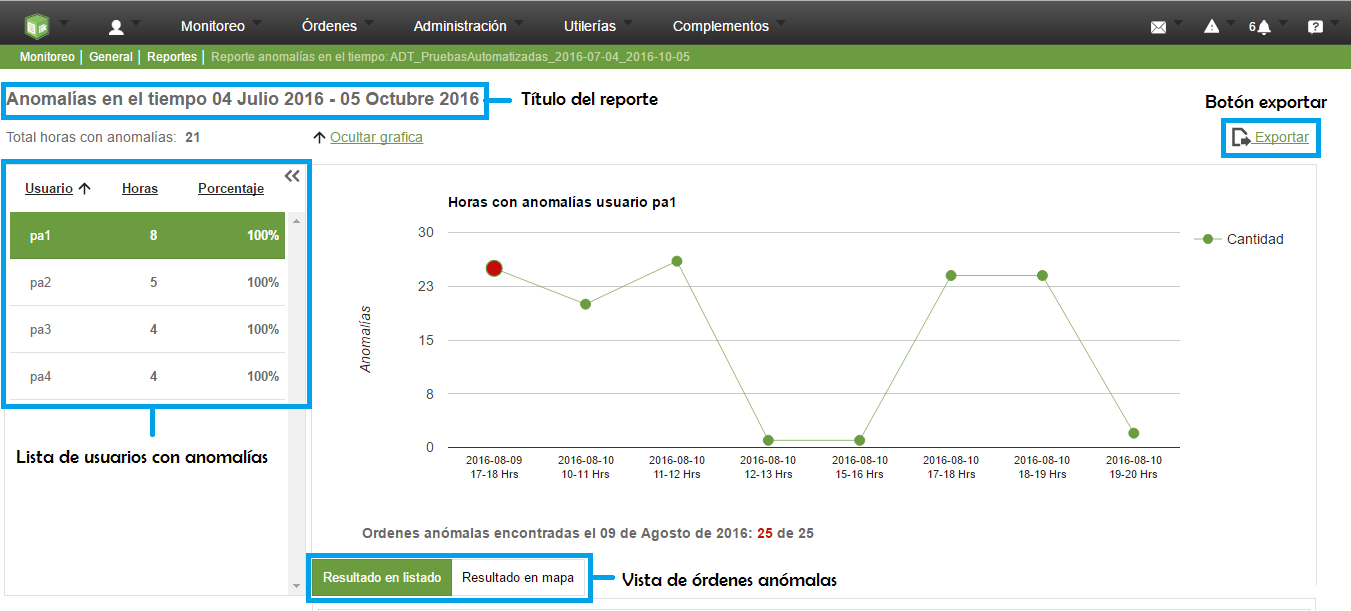 Monitoreo Órdenes Administración Utilerías Complementos 6 ?
Monitoreo | General | Reportes | Reporte anomalías en el tiempo: ADT_PruebasAutomatizadas_2016-07-04_2016-10-05
Anomalías en el tiempo 04 Julio 2016 - 05 Octubre 2016
Título del reporte
Botón exportar
Total horas con anomalías: 21
Ocultar grafica
Exportar
Usuario Horas Porcentaje
pa1 8 100%
pa2 5 100%
pa3 4 100%
pa4 4 100%
Lista de usuarios con anomalías
Horas con anomalías usuario pa1
Cantidad
30
23
15
8
0
Anomalías
2016-08-09 2016-08-10 2016-08-10 2016-08-10 2016-08-10 2016-08-10 2016-08-10 2016-08-10
17-18 Hrs 10-11 Hrs 11-12 Hrs 12-13 Hrs 15-16 Hrs 17-18 Hrs 18-19 Hrs 19-20 Hrs
Ordenes anómalas encontradas el 09 de Agosto de 2016: 25 de 25
Resultado en listado Resultado en mapa
Vista de órdenes anómalas